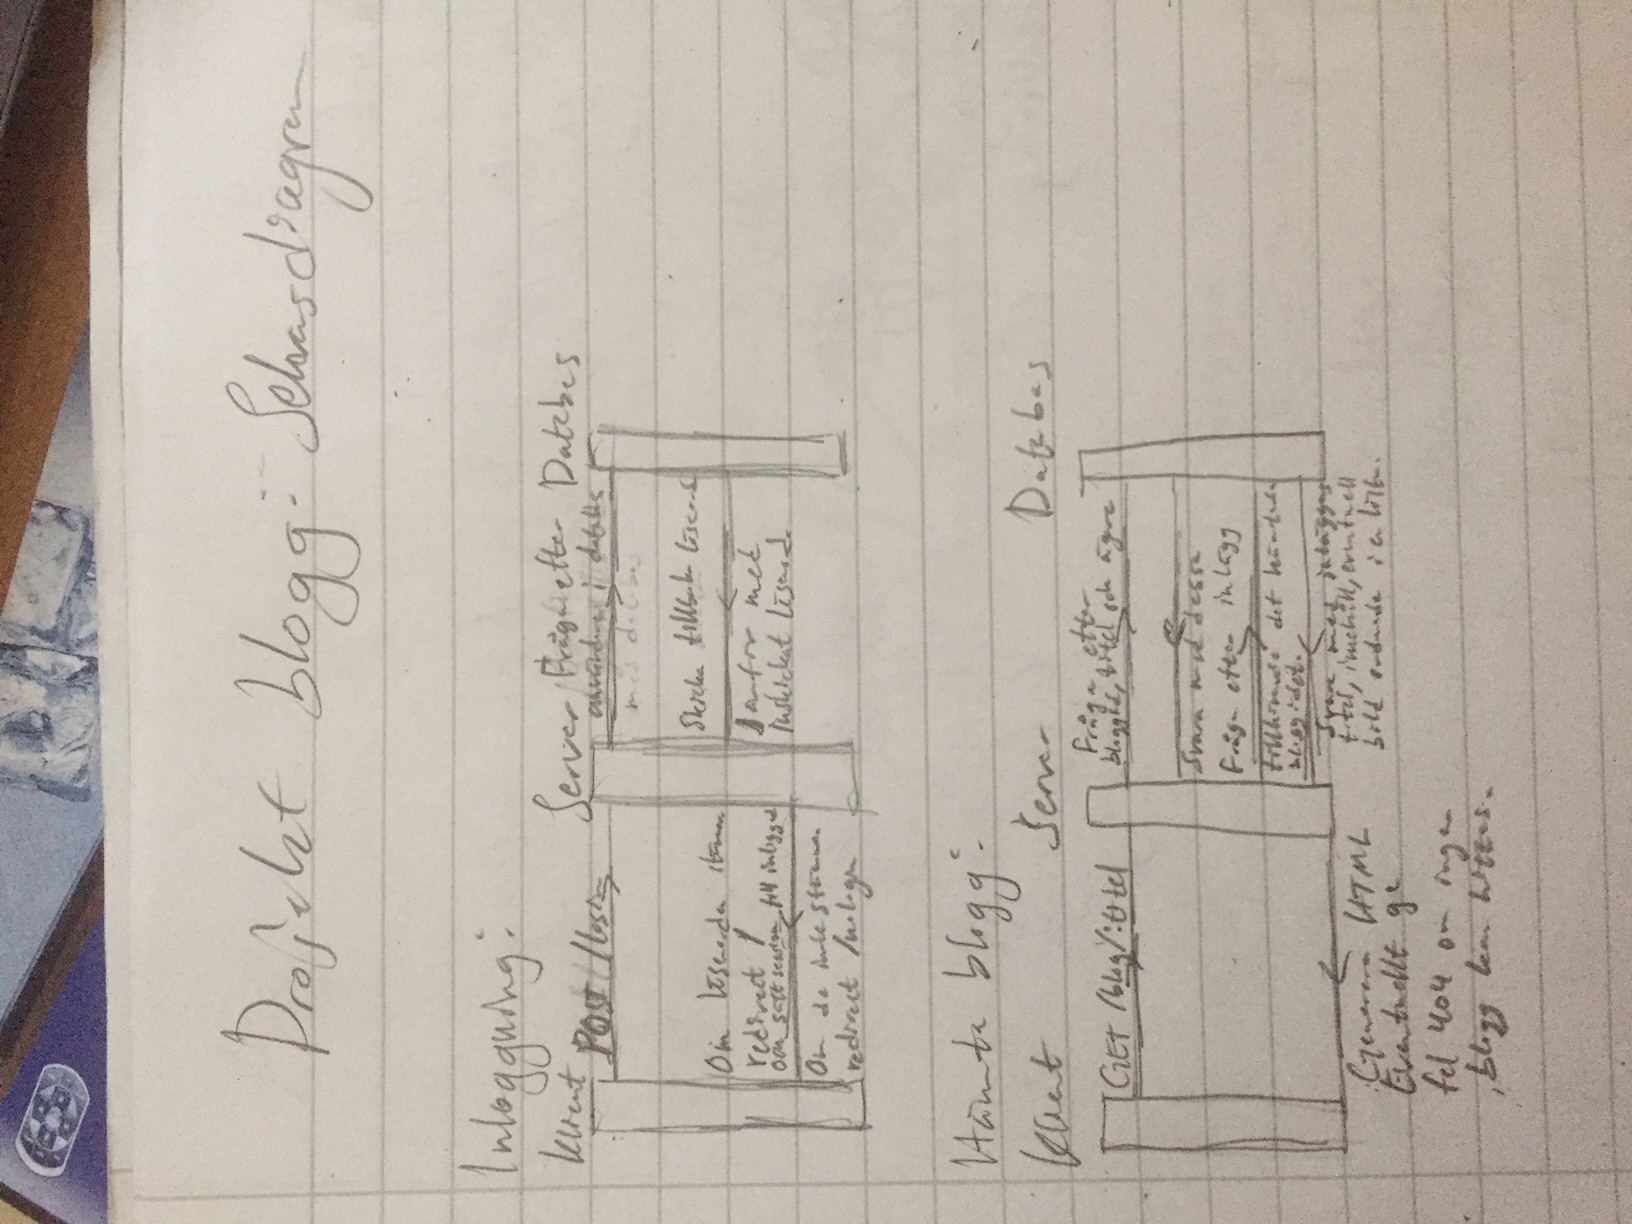 Projekt blogg: Sekvensdiagram
Inloggning:
Klient
Server
Databas
POST /login
Fråga efter
användare i databas
med databas
Skicka tillbaka lösenord
Jämför med
inskickat lösenord.
Om lösenorden stämmer
redirect /
och sätt session till inloggad
Om de inte stämmer
redirect /nologin
Hämta blogg:
Klient
Server
Databas
GET /blog/:titel
Fråga efter
bloggid, titel och ägare
Svara med dessa
Fråga efter inlägg
tillhörande det hämtade
bloggidet.
Svara med inläggens
titel, innehåll, eventuell
bild ordnade i en lista.
Generera HTML
Eventuellt ge
fel 404 om ingen
blogg kan hittas.